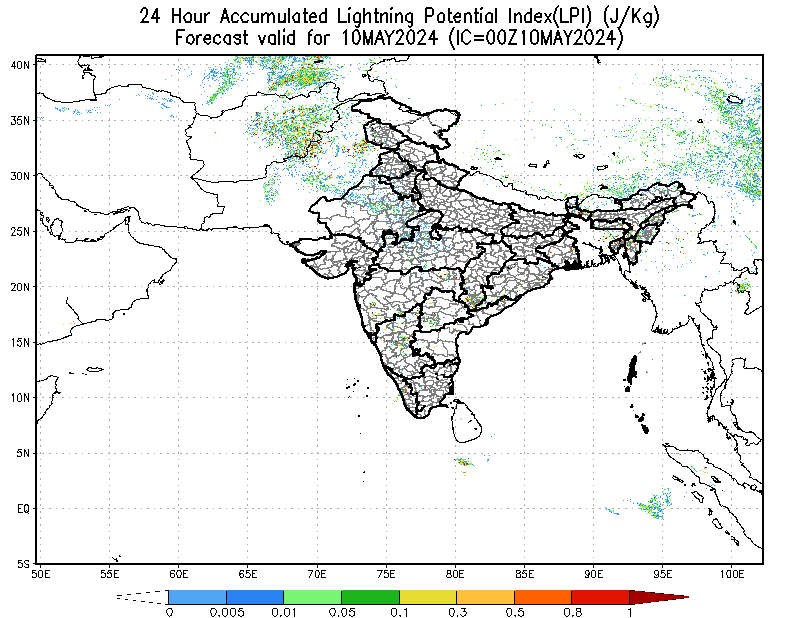 24 Hour Accumulated Lightning Potential Index(LPI) (J/Kg)
Forecast valid for 10MAY2024 (IC=00Z10MAY2024)
40N
35N
30N
25N
20N
15N
10N
5N
EQ
5S
50E 55E 60E 65E 70E 75E 80E 85E 90E 95E 100E
0 0.005 0.01 0.05 0.1 0.3 0.5 0.8 1